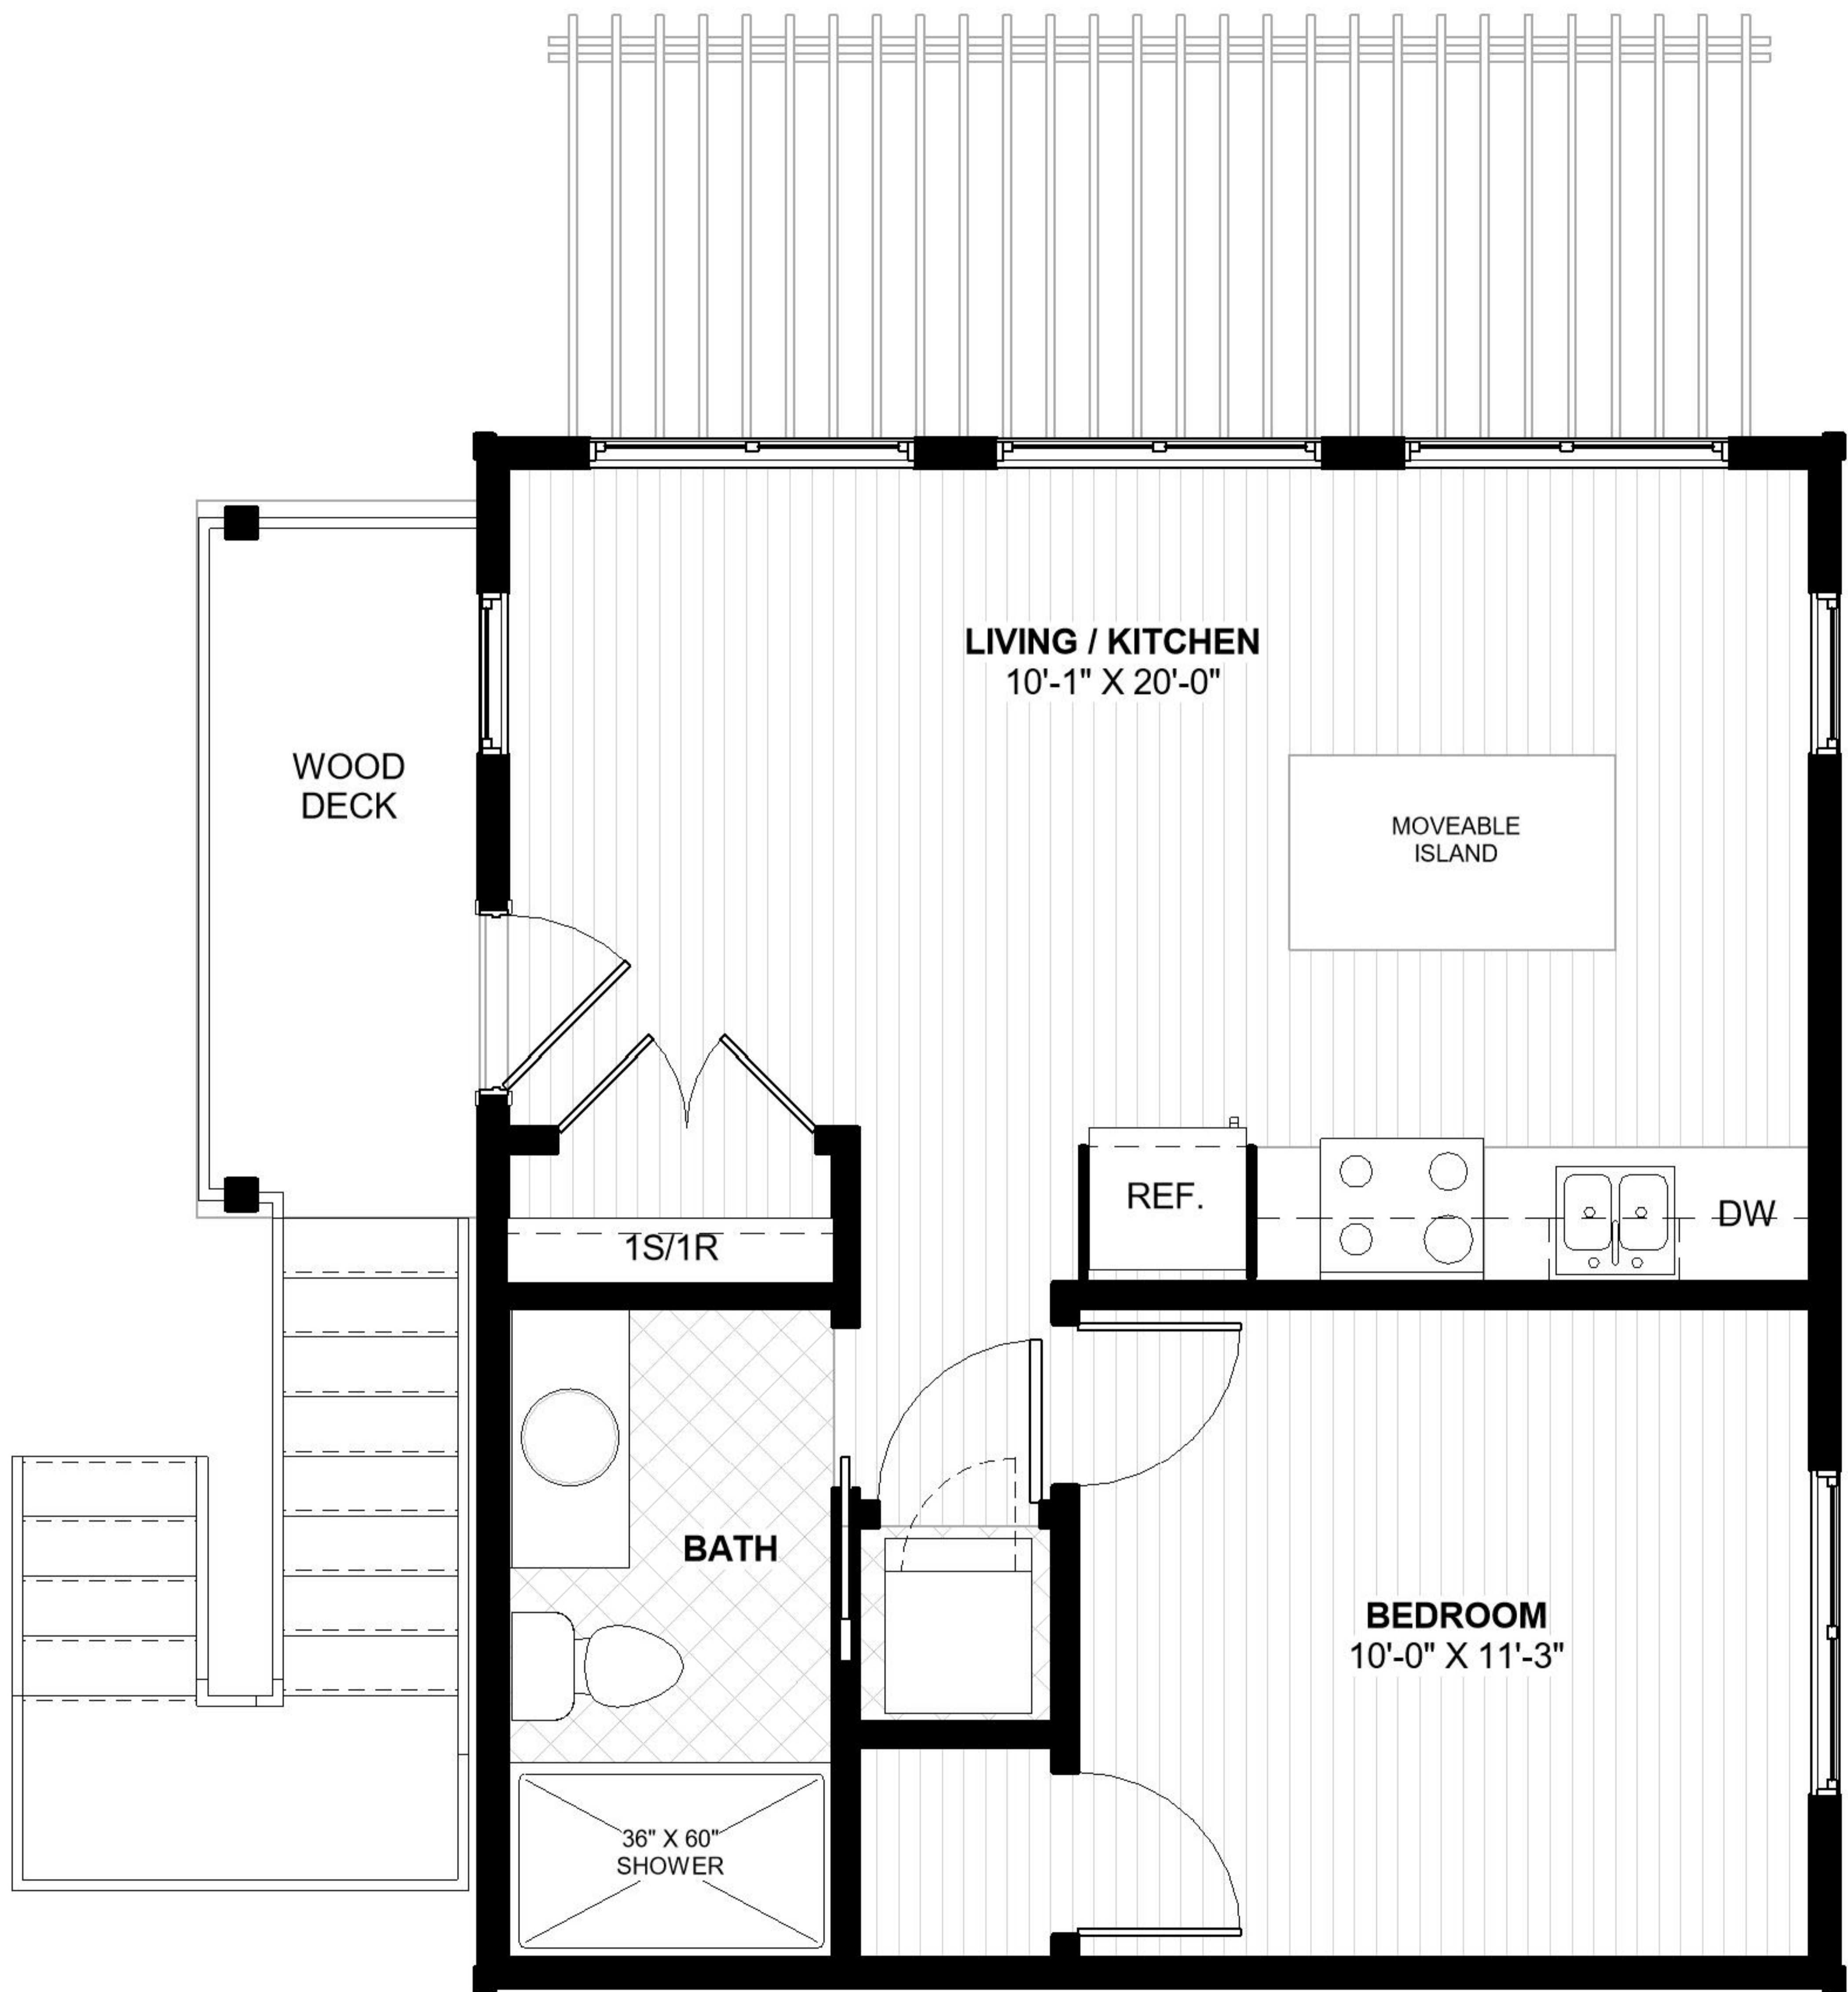 LIVING / KITCHEN
10'-1" X 20'-0"
WOOD
DECK
MOVEABLE
ISLAND
REF.
DW
1S/1R
BATH
BEDROOM
10'-0" X 11'-3"
36" X 60"
SHOWER